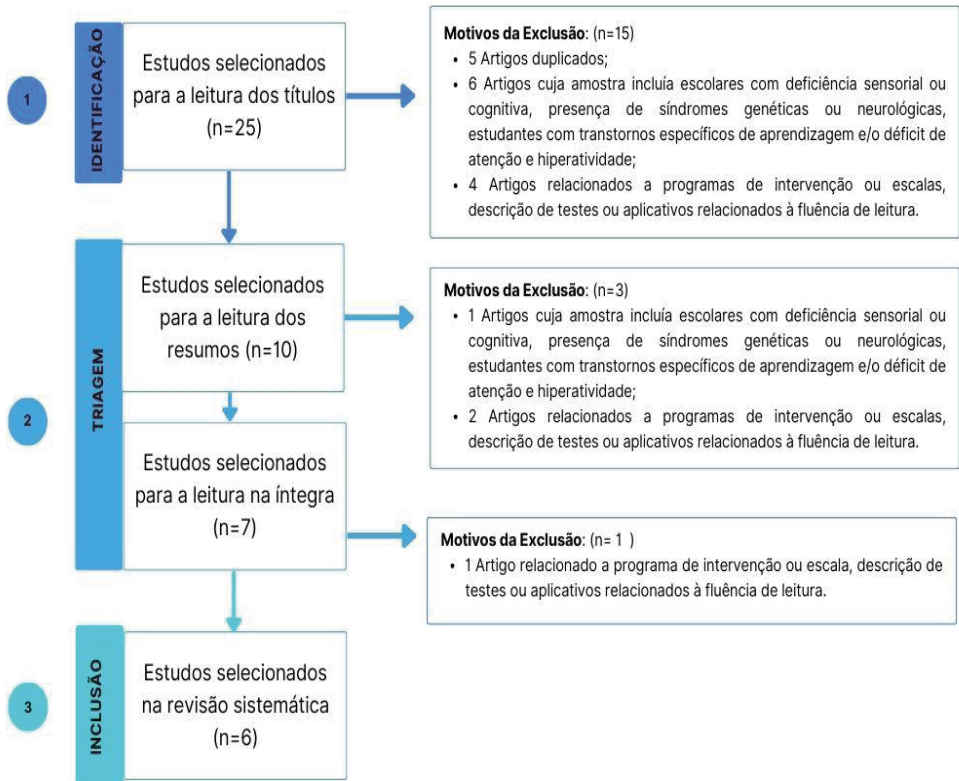 1
IDENTIFICAÇÃO
Estudos selecionados
para a leitura dos títulos
(n=25)
Motivos da Exclusão: (n=15)
• 5 Artigos duplicados;
• 6 Artigos cuja amostra incluía escolares com deficiência sensorial ou
cognitiva, presença de síndromes genéticas ou neurológicas,
estudantes com transtornos específicos de aprendizagem e/o déficit de
atenção e hiperatividade;
• 4 Artigos relacionados a programas de intervenção ou escalas,
descrição de testes ou aplicativos relacionados à fluência de leitura.
2
TRIAGEM
Estudos selecionados
para a leitura dos
resumos (n=10)
Motivos da Exclusão: (n=3)
• 1 Artigos cuja amostra incluía escolares com deficiência sensorial ou
cognitiva, presença de síndromes genéticas ou neurológicas,
estudantes com transtornos específicos de aprendizagem e/o déficit de
atenção e hiperatividade;
• 2 Artigos relacionados a programas de intervenção ou escalas,
descrição de testes ou aplicativos relacionados à fluência de leitura.
Estudos selecionados
para a leitura na íntegra
(n=7)
Motivos da Exclusão: (n= 1 )
• 1 Artigo relacionado a programa de intervenção ou escala, descrição de
testes ou aplicativos relacionados à fluência de leitura.
3
INCLUSÃO
Estudos selecionados
na revisão sistemática
(n=6)